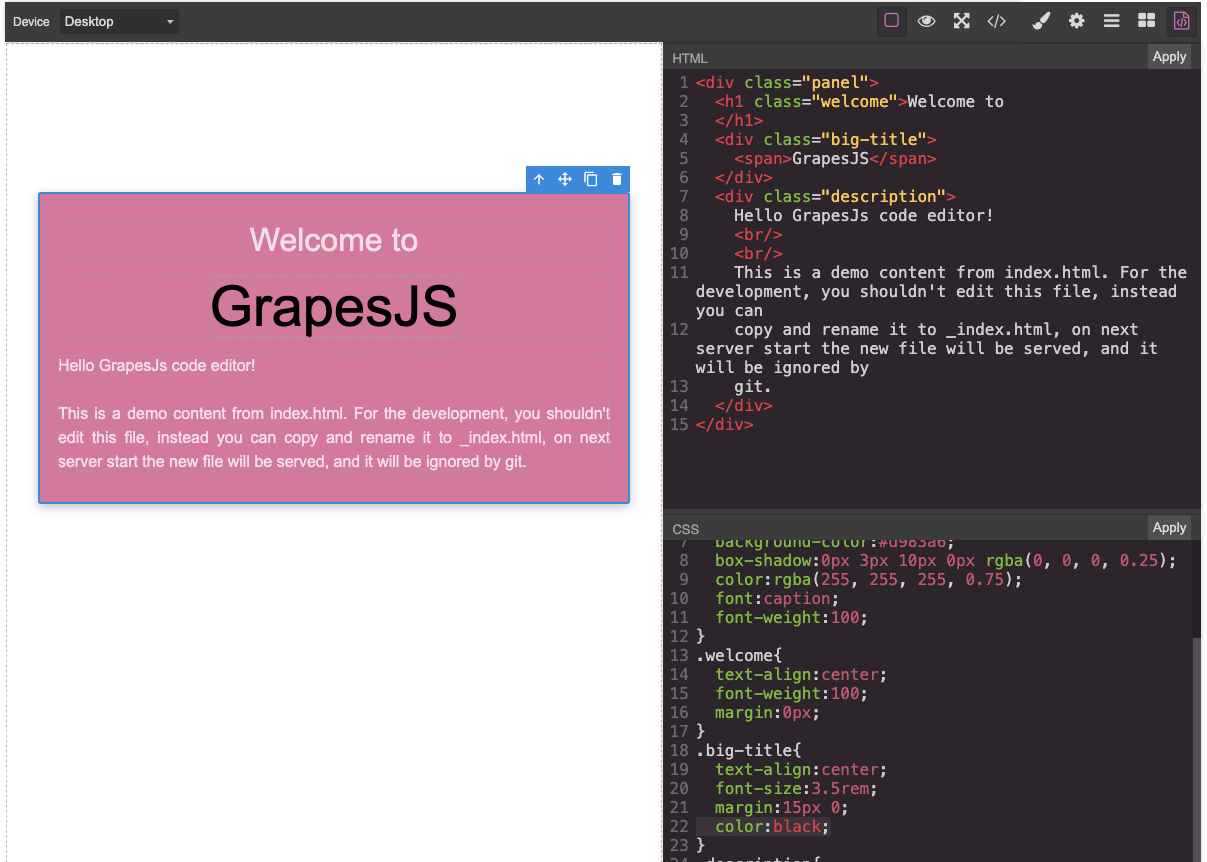 Device Desktop
Welcome to
GrapesJS
Hello GrapesJs code editor!
This is a demo content from index.html. For the development, you shouldn't
edit this file, instead you can copy and rename it to _index.html, on next
server start the new file will be served, and it will be ignored by git.
HTML Apply
1 <div class="panel">
2 <h1 class="welcome">Welcome to
3 </h1>
4 <div class="big-title">
5 <span>GrapesJS</span>
6 </div>
7 <div class="description">
8 Hello GrapesJs code editor!
9 <br/>
10 <br/>
11 This is a demo content from index.html. For the
development, you shouldn't edit this file, instead
you can
12 copy and rename it to _index.html, on next
server start the new file will be served, and it
will be ignored by
13 git.
14 </div>
15 </div>
CSS Apply
7 background-color:#d983a6;
8 box-shadow:0px 3px 10px 0px rgba(0, 0, 0, 0.25);
9 color:rgba(255, 255, 255, 0.75);
10 font:caption;
11 font-weight:100;
12 }
13 .welcome{
14 text-align:center;
15 font-weight:100;
16 margin:0px;
17 }
18 .big-title{
19 text-align:center;
20 font-size:3.5rem;
21 margin:15px 0;
22 color:black;
23 }
24 .description{